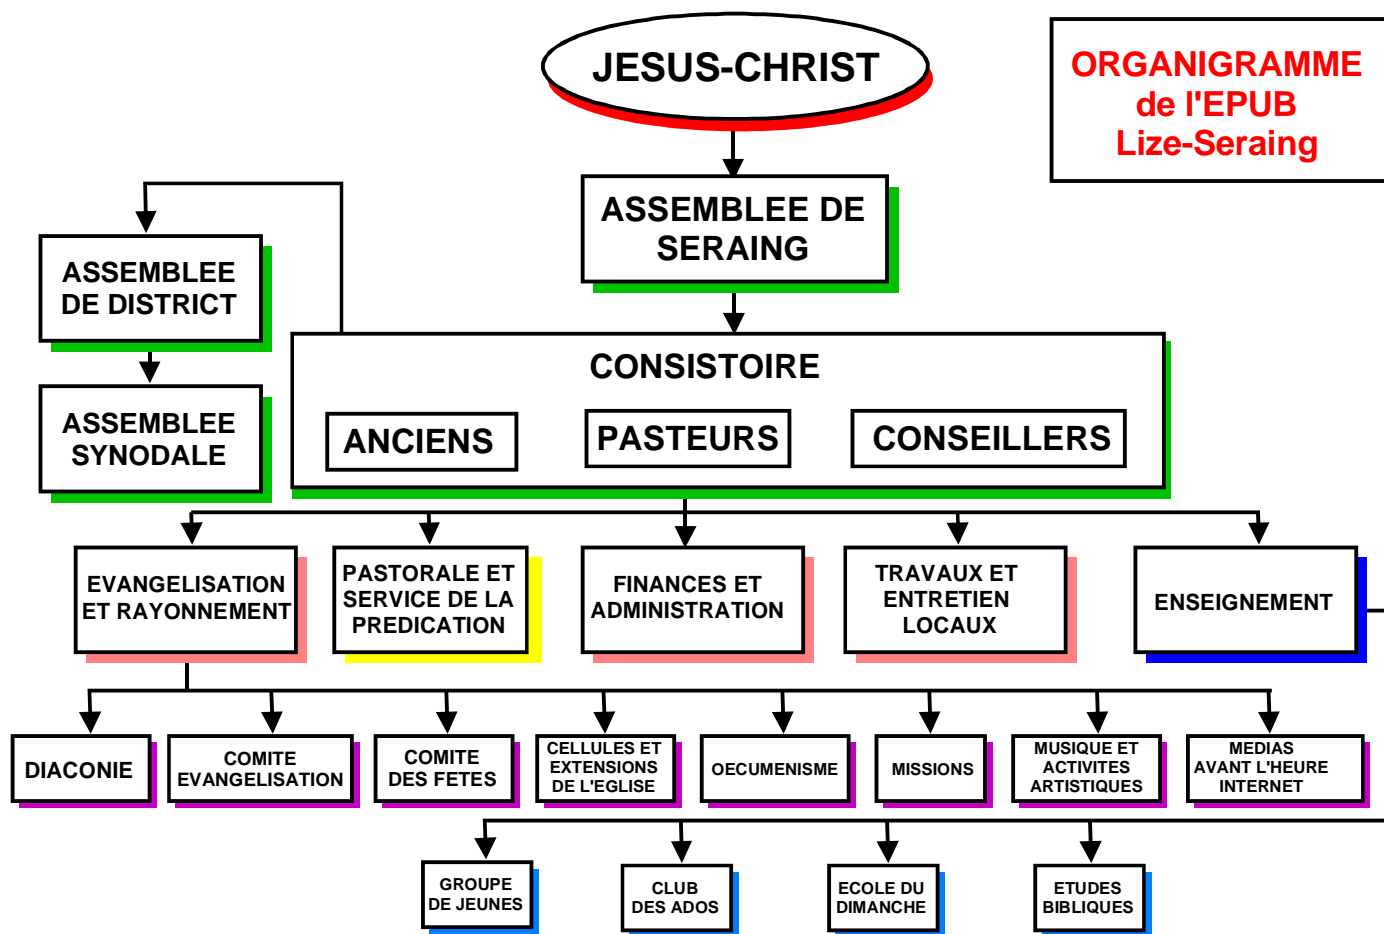 JESUS-CHRIST
ORGANIGRAMME
de l'EPUB
Lize-Seraing
ASSEMBLEE DE
SERAING
ASSEMBLEE
DE DISTRICT
ASSEMBLEE
SYNODALE
CONSISTOIRE
ANCIENS
PASTEURS
CONSEILLERS
EVANGELISATION
ET RAYONNEMENT
PASTORALE ET
SERVICE DE LA
PREDICATION
FINANCES ET
ADMINISTRATION
TRAVAUX ET
ENTRETIEN
LOCAUX
ENSEIGNEMENT
DIACONIE
COMITE
EVANGELISATION
COMITE
DES FETES
CELLULES ET
EXTENSIONS
DE L'EGLISE
OECUMENISME
MISSIONS
MUSIQUE ET
ACTIVITES
ARTISTIQUES
MEDIAS
AVANT L'HEURE
INTERNET
GROUPE
DE JEUNES
CLUB
DES ADOS
ECOLE DU
DIMANCHE
ETUDES
BIBLIQUES